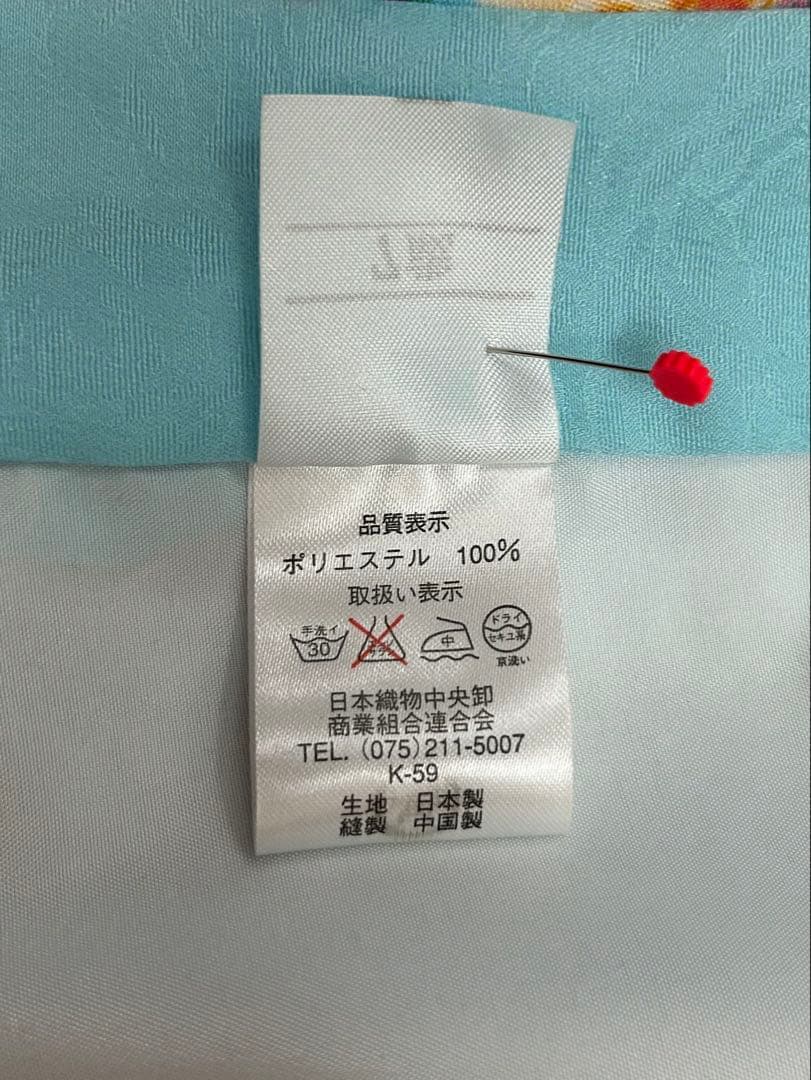 品質表示
ポリエステル 100%
取扱い表示
手洗イ
30
中
ドライ
セキユ系
京洗い
日本織物中央卸
商業組合連合会
TEL. (075)211-5007
K-59
生地 日本製
縫製 中国製